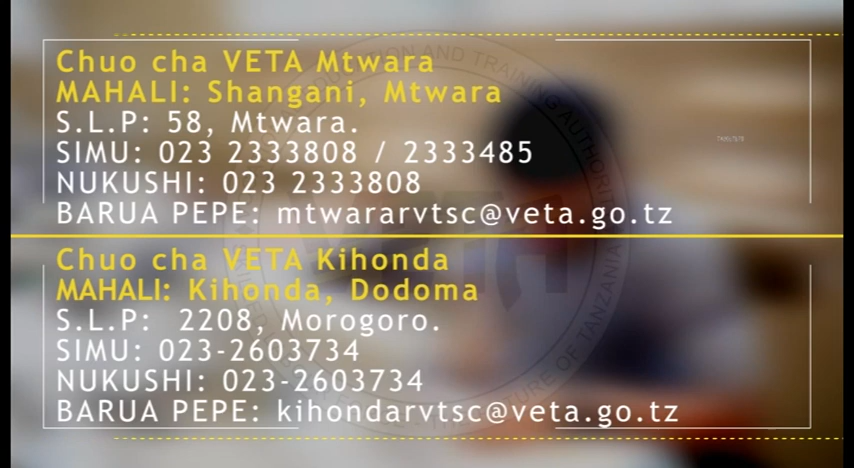 Chuo cha VETA Mtwara
MAHALI: Shangani, Mtwara
S.L.P: 58, Mtwara.
SIMU: 023 2333808 / 2333485
NUKUSHI: 023 2333808
BARUA PEPE: mtwararvtsc@veta.go.tz
Chuo cha VETA Kihonda
MAHALI: Kihonda, Dodoma
S.L.P: 2208, Morogoro.
SIMU: 023-2603734
NUKUSHI: 023-2603734
BARUA PEPE: kihondarvtsc@veta.go.tz
VETA